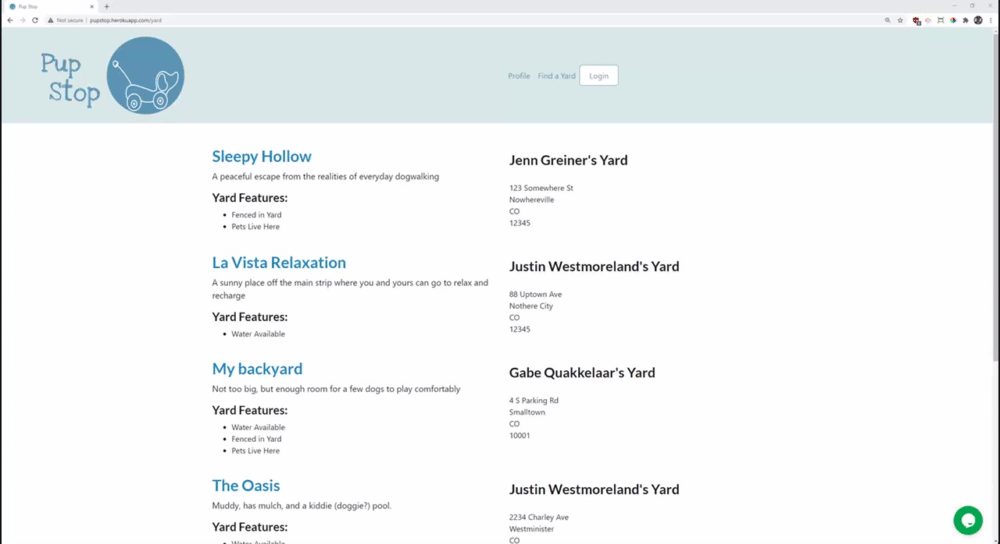 Pup Stop
Not secure | pupstop.herokuapp.com/yard
Pup
Stop
Profile Find a Yard Login
Sleepy Hollow
A peaceful escape from the realities of everyday dogwalking
Yard Features:
Fenced in Yard
Pets Live Here
Jenn Greiner's Yard
123 Somewhere St
Nowhereville
CO
12345
La Vista Relaxation
A sunny place off the main strip where you and yours can go to relax and
recharge
Yard Features:
Water Available
Justin Westmoreland's Yard
88 Uptown Ave
Nothere City
CO
12345
My backyard
Not too big, but enough room for a few dogs to play comfortably
Yard Features:
Water Available
Fenced in Yard
Pets Live Here
Gabe Quakkelaar's Yard
4 S Parking Rd
Smalltown
CO
10001
The Oasis
Muddy, has mulch, and a kiddie (doggie?) pool.
Yard Features:
Water Available
Justin Westmoreland's Yard
2234 Charley Ave
Westminister
CO